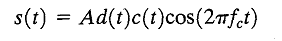 s(t) = Ad(t)c(t)cos(2πf_ct)